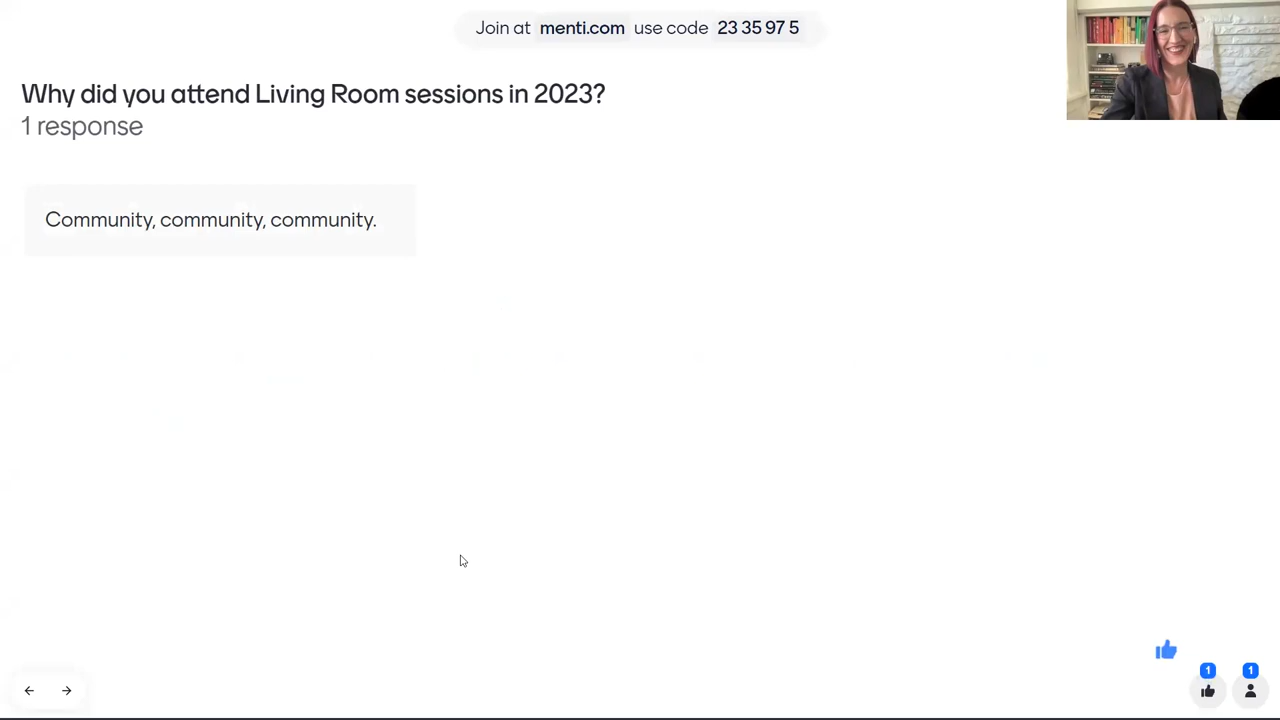 Join at menti.com use code 23 35 97 5
Why did you attend Living Room sessions in 2023?
1 response
Community, community, community.
1 1